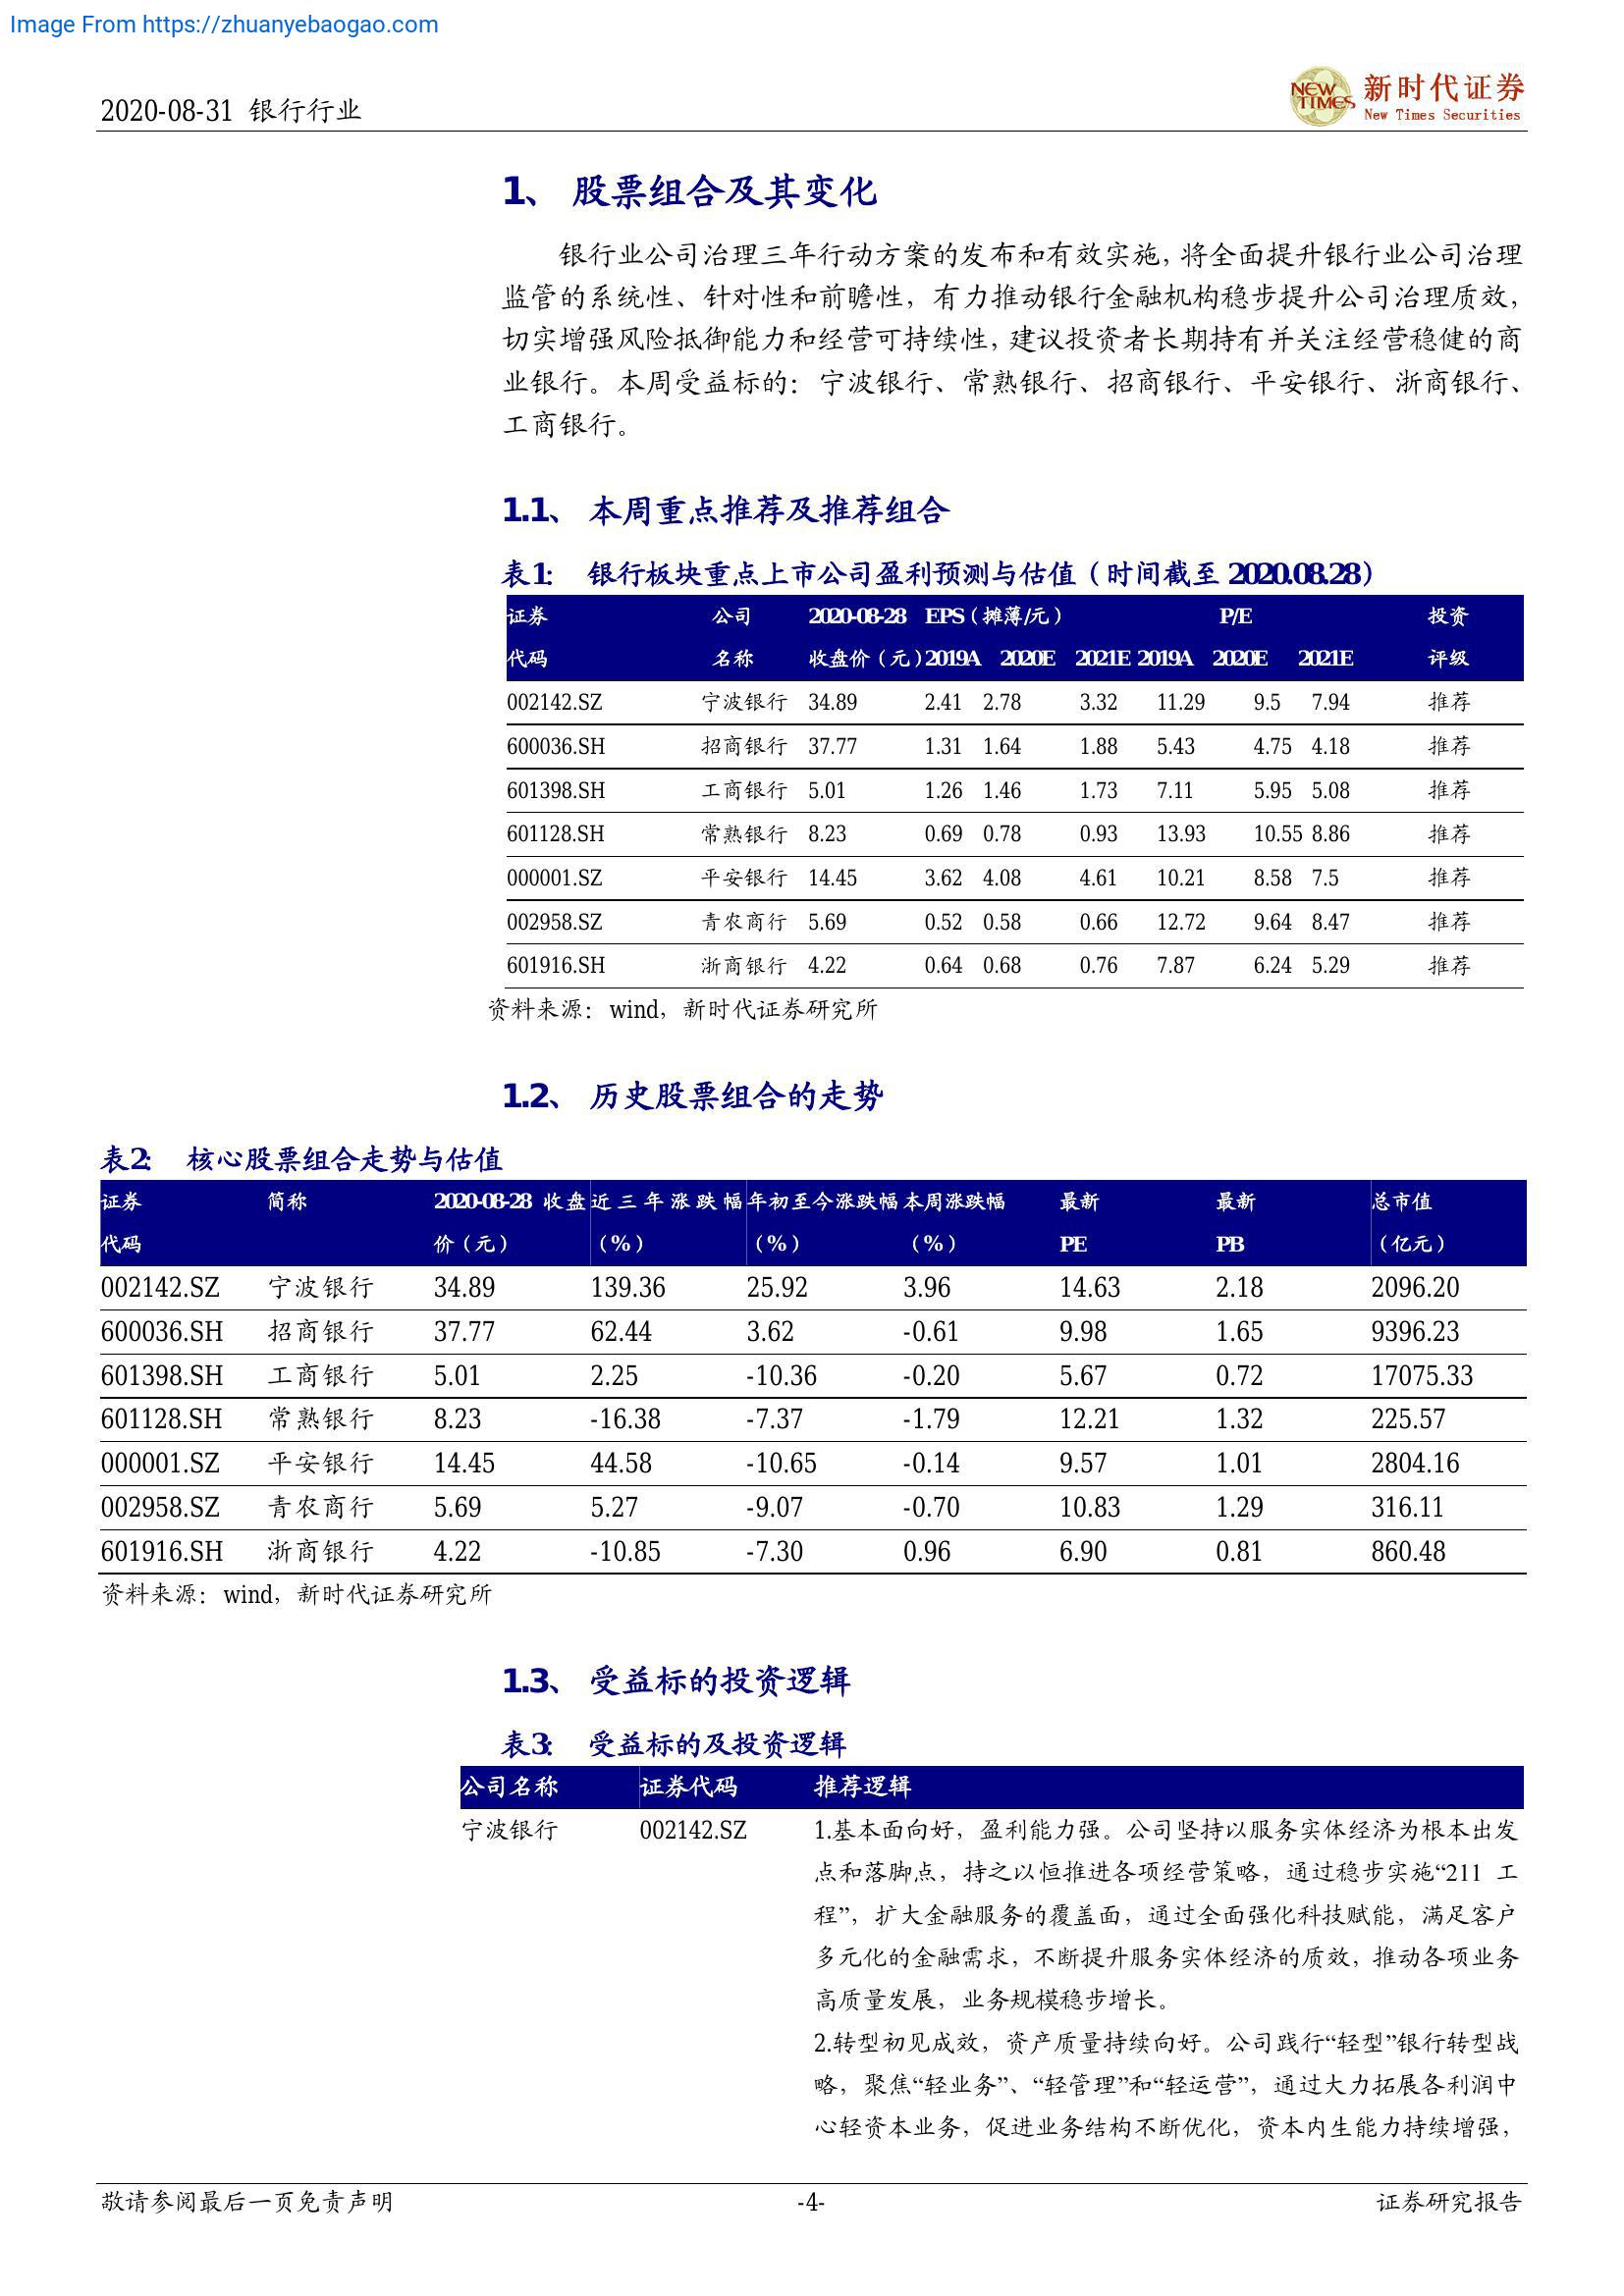 Image From https://zhuanyebaogao.com
2020-08-31 银行行业
NEW TIMES 新时代证券
New Times Securities
1、 股票组合及其变化
银行业公司治理三年行动方案的发布和有效实施，将全面提升银行业公司治理
监管的系统性、针对性和前瞻性，有力推动银行金融机构稳步提升公司治理质效，
切实增强风险抵御能力和经营可持续性，建议投资者长期持有并关注经营稳健的商
业银行。本周受益标的：宁波银行、常熟银行、招商银行、平安银行、浙商银行、
工商银行。
1.1、 本周重点推荐及推荐组合
表1： 银行板块重点上市公司盈利预测与估值（时间截至 2020.08.28）
证券 公司 2020-08-28 EPS（摊薄/元） P/E 投资
代码 名称 收盘价（元） 2019A 2020E 2021E 2019A 2020E 2021E 评级
002142.SZ 宁波银行 34.89 2.41 2.78 3.32 11.29 9.5 7.94 推荐
600036.SH 招商银行 37.77 1.31 1.64 1.88 5.43 4.75 4.18 推荐
601398.SH 工商银行 5.01 1.26 1.46 1.73 7.11 5.95 5.08 推荐
601128.SH 常熟银行 8.23 0.69 0.78 0.93 13.93 10.55 8.86 推荐
000001.SZ 平安银行 14.45 3.62 4.08 4.61 10.21 8.58 7.5 推荐
002958.SZ 青农商行 5.69 0.52 0.58 0.66 12.72 9.64 8.47 推荐
601916.SH 浙商银行 4.22 0.64 0.68 0.76 7.87 6.24 5.29 推荐
资料来源：wind，新时代证券研究所
1.2、 历史股票组合的走势
表2： 核心股票组合走势与估值
证券 简称 2020-08-28 收盘 近三年涨跌幅 年初至今涨跌幅 本周涨跌幅 最新 最新 总市值
代码 价（元） （%） （%） （%） PE PB （亿元）
002142.SZ 宁波银行 34.89 139.36 25.92 3.96 14.63 2.18 2096.20
600036.SH 招商银行 37.77 62.44 3.62 -0.61 9.98 1.65 9396.23
601398.SH 工商银行 5.01 2.25 -10.36 -0.20 5.67 0.72 17075.33
601128.SH 常熟银行 8.23 -16.38 -7.37 -1.79 12.21 1.32 225.57
000001.SZ 平安银行 14.45 44.58 -10.65 -0.14 9.57 1.01 2804.16
002958.SZ 青农商行 5.69 5.27 -9.07 -0.70 10.83 1.29 316.11
601916.SH 浙商银行 4.22 -10.85 -7.30 0.96 6.90 0.81 860.48
资料来源：wind，新时代证券研究所
1.3、 受益标的投资逻辑
表3： 受益标的及投资逻辑
公司名称 证券代码 推荐逻辑
宁波银行 002142.SZ 1.基本面向好，盈利能力强。公司坚持以服务实体经济为根本出发
点和落脚点，持之以恒推进各项经营策略，通过稳步实施“211 工
程”，扩大金融服务的覆盖面，通过全面强化科技赋能，满足客户
多元化的金融需求，不断提升服务实体经济的质效，推动各项业务
高质量发展，业务规模稳步增长。
2.转型初见成效，资产质量持续向好。公司践行“轻型”银行转型战
略，聚焦“轻业务”、“轻管理”和“轻运营”，通过大力拓展各利润中
心轻资本业务，促进业务结构不断优化，资本内生能力持续增强，
敬请参阅最后一页免责声明 -4- 证券研究报告